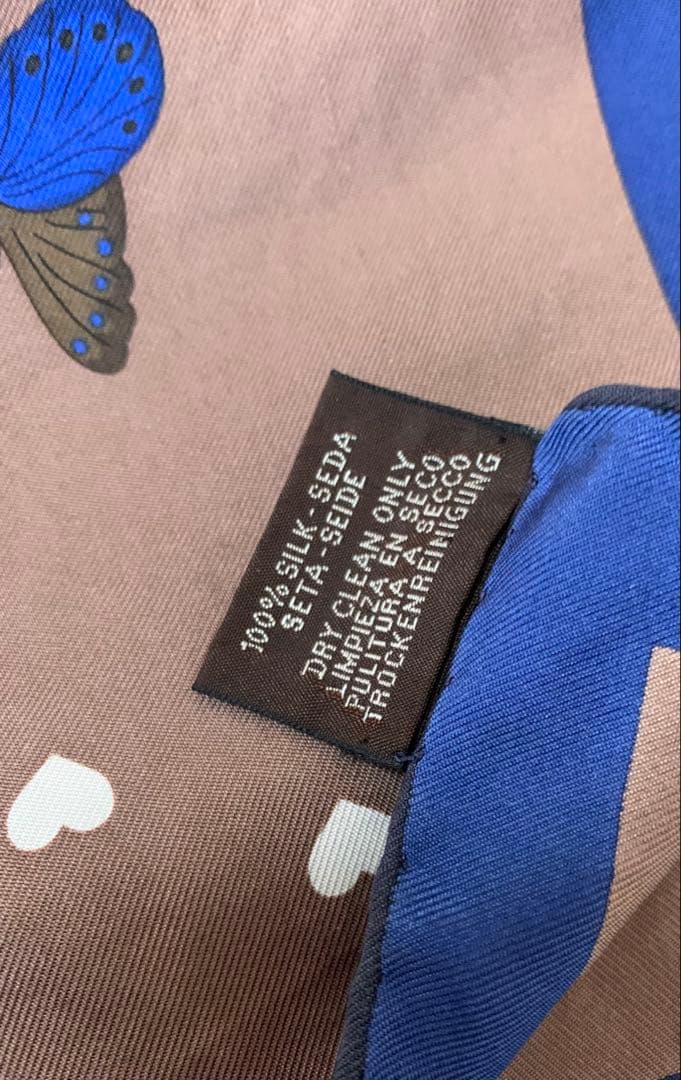 100% SILK - SEDA
SETA - SEIDE
DRY CLEAN ONLY
LIMPIEZA EN SECO
PULITURA A SECCO
TROCKENREINIGUNG